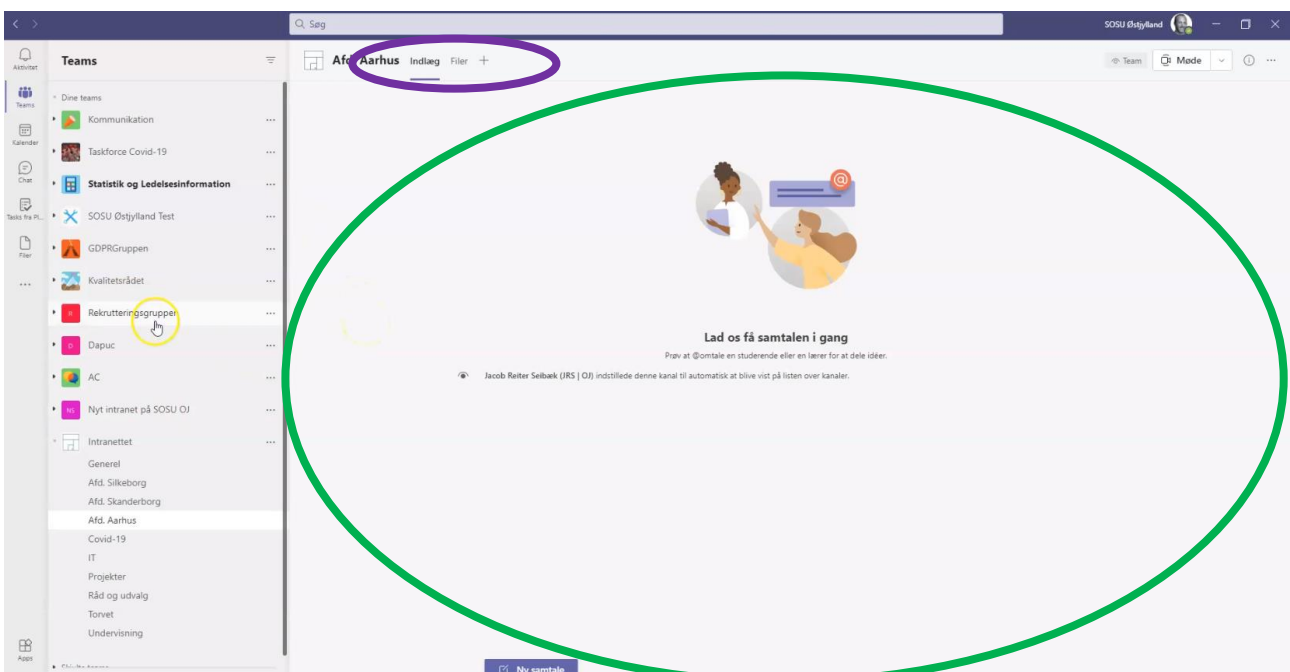 Søg
SOSU Østjylland
Aktivitet
Teams
Kalender
Chat
Tasks fra Pl...
Filer
Apps
Teams
Dine teams
Kommunikation
Taskforce Covid-19
Statistik og Ledelsesinformation
SOSU Østjylland Test
GDPRGruppen
Kvalitetsrådet
R Rekrutteringsgruppen
D Dapuc
AC
NS Nyt intranet på SOSU OJ
Intranettet
Generel
Afd. Silkeborg
Afd. Skanderborg
Afd. Aarhus
Covid-19
IT
Projekter
Råd og udvalg
Torvet
Undervisning
Afd. Aarhus Indlæg Filer +
Team Møde
@
Lad os få samtalen i gang
Prøv at @omtale en studerende eller en lærer for at dele idéer.
Jacob Reiter Seibæk (JRS | OJ) indstillede denne kanal til automatisk at blive vist på listen over kanaler.
Ny samtale